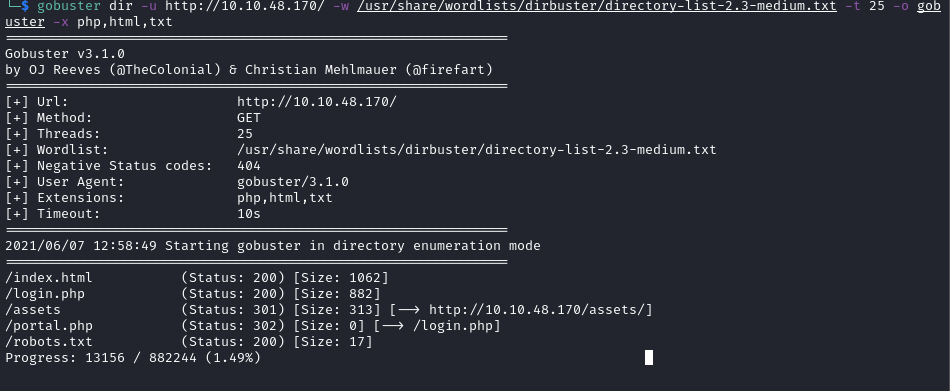 └─$ gobuster dir -u http://10.10.48.170/ -w /usr/share/wordlists/dirbuster/directory-list-2.3-medium.txt -t 25 -o gob
uster -x php,html,txt
===============================================================
Gobuster v3.1.0
by OJ Reeves (@TheColonial) & Christian Mehlmauer (@firefart)
===============================================================
[+] Url:                     http://10.10.48.170/
[+] Method:                  GET
[+] Threads:                 25
[+] Wordlist:                /usr/share/wordlists/dirbuster/directory-list-2.3-medium.txt
[+] Negative Status codes:   404
[+] User Agent:              gobuster/3.1.0
[+] Extensions:              php,html,txt
[+] Timeout:                 10s
===============================================================
2021/06/07 12:58:49 Starting gobuster in directory enumeration mode
===============================================================
/index.html           (Status: 200) [Size: 1062]
/login.php            (Status: 200) [Size: 882]
/assets               (Status: 301) [Size: 313] [--> http://10.10.48.170/assets/]
/portal.php           (Status: 302) [Size: 0] [--> /login.php]
/robots.txt           (Status: 200) [Size: 17]
Progress: 13156 / 882244 (1.49%)